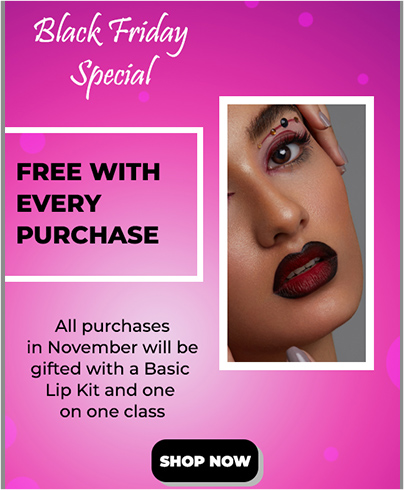 Black Friday
Special
FREE WITH
EVERY
PURCHASE
All purchases
in November will be
gifted with a Basic
Lip Kit and one
on one class
SHOP NOW